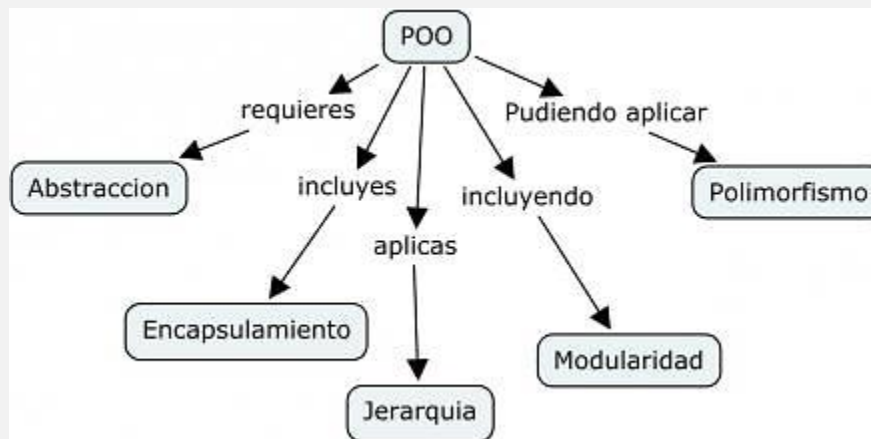 POO
requieres
Pudiendo aplicar
Abstraccion
incluyes
incluyendo
Polimorfismo
aplicas
Encapsulamiento
Modularidad
Jerarquia